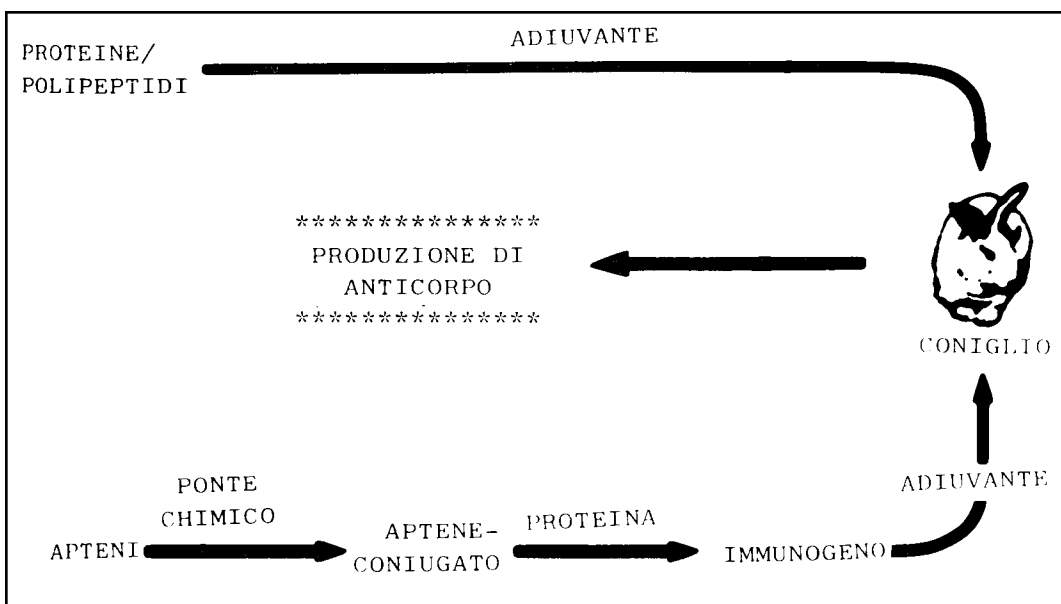 ADIUVANTE
PROTEINE/
POLIPEPTIDI
***************
PRODUZIONE DI
ANTICORPO
***************
CONIGLIO
ADIUVANTE
PONTE
CHIMICO
APTENI
APTENE-
CONIUGATO
PROTEINA
IMMUNOGENO